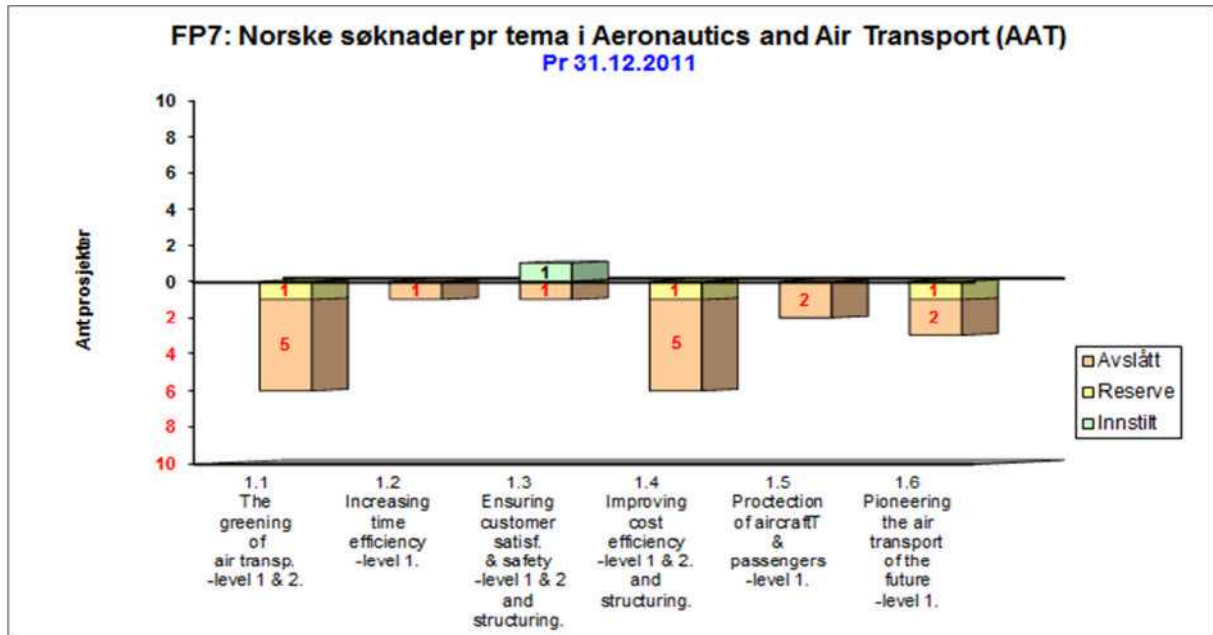 FP7: Norske søknader pr tema i Aeronautics and Air Transport (AAT)
Pr 31.12.2011
Ant prosjekter
10
8
6
4
2
0
2
4
6
8
10
1
5
1
1
1
1
5
2
1
2
Avslått
Reserve
Innstilt
1.1
The
greening
of
air transp.
-level 1 & 2.
1.2
Increasing
time
efficiency
-level 1.
1.3
Ensuring
customer
satisf.
& safety
-level 1 & 2
and
structuring.
1.4
Improving
cost
efficiency
-level 1 & 2.
and
structuring.
1.5
Proctection
of aircraftT
&
passengers
-level 1.
1.6
Pioneering
the air
transport
of the
future
-level 1.